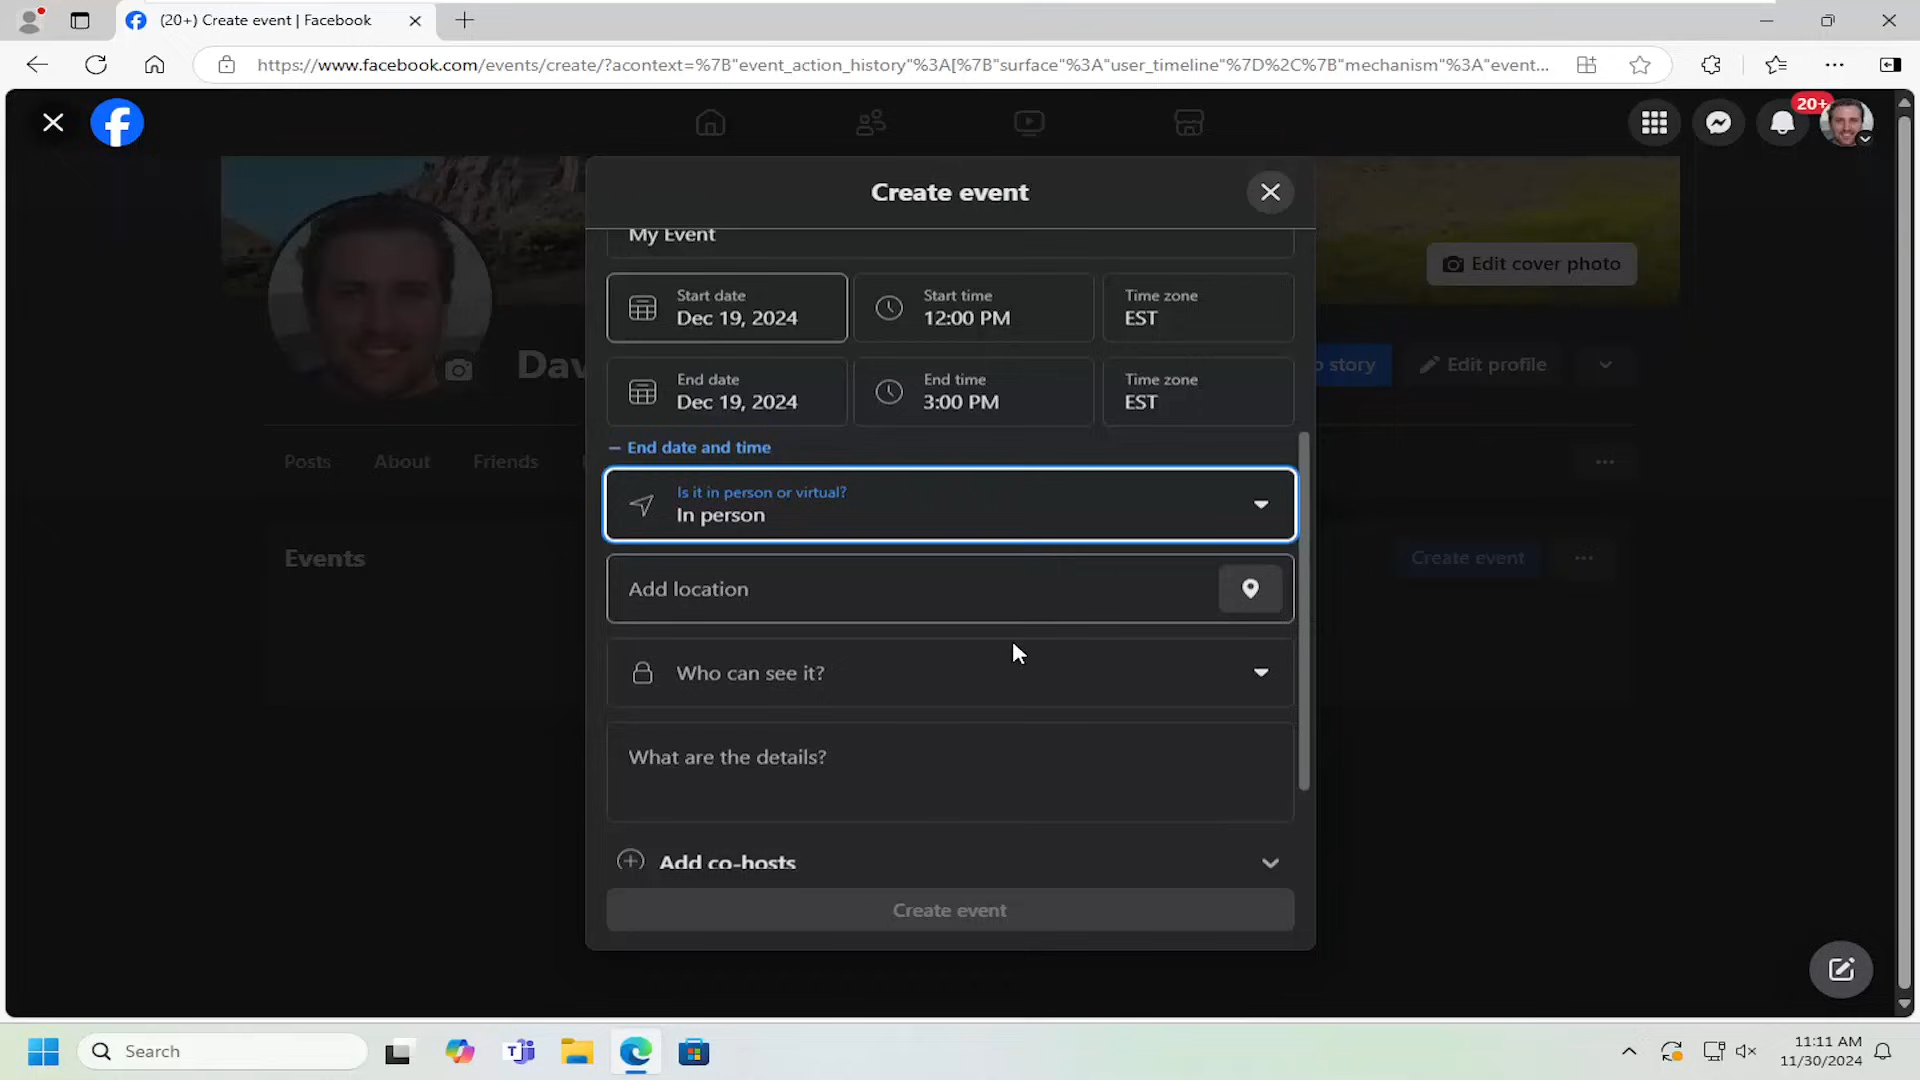 (20+) Create event | Facebook
https://www.facebook.com/events/create/?acontext=%7B"event_action_history"%3A[%7B"surface"%3A"user_timeline"%7D%2C%7B"mechanism"%3A"event...
20+
Create event
My Event
Edit cover photo
Start date
Dec 19, 2024
Start time
12:00 PM
Time zone
EST
Dav
o story
Edit profile
End date
Dec 19, 2024
End time
3:00 PM
Time zone
EST
End date and time
Posts
About
Friends
Is it in person or virtual?
In person
Events
Create event
Add location
Who can see it?
What are the details?
Add co-hosts
Create event
Search
11:11 AM
11/30/2024